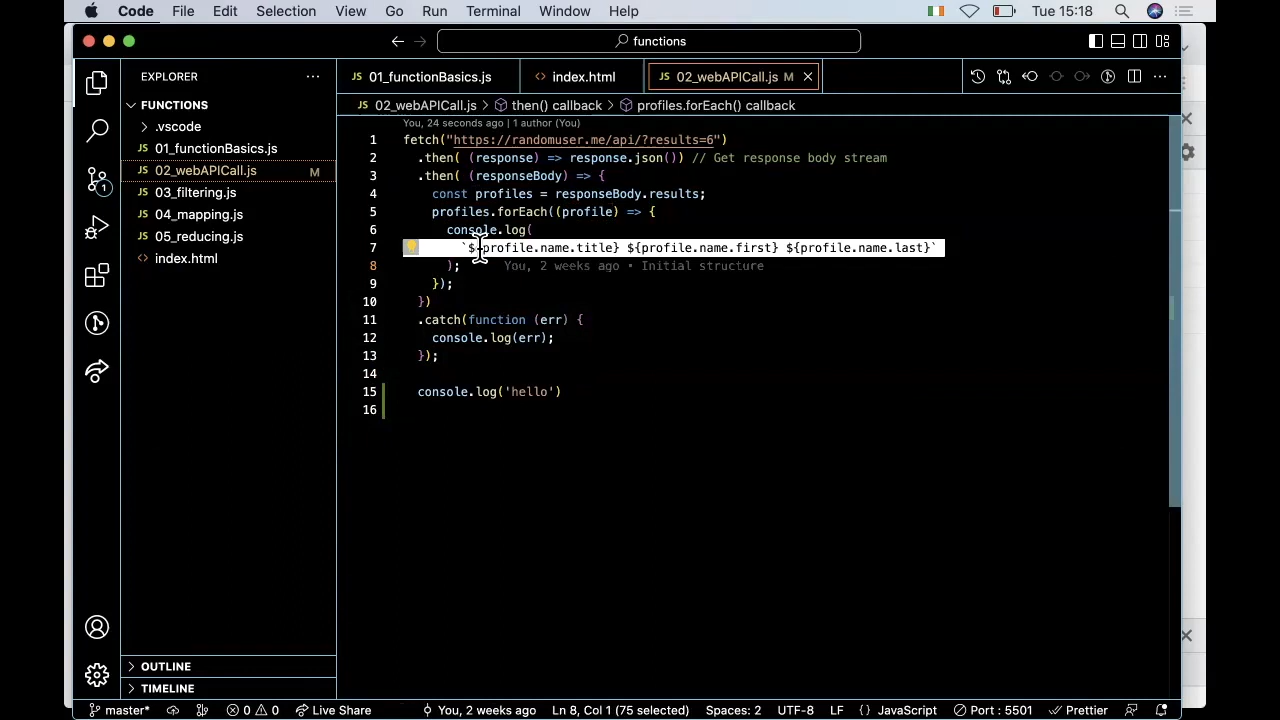 Code File Edit Selection View Go Run Terminal Window Help Tue 15:18
functions
EXPLORER
01_functionBasics.js
index.html
02_webAPICall.js M
FUNCTIONS
.vscode
JS 01_functionBasics.js
JS 02_webAPICall.js M
JS 03_filtering.js
JS 04_mapping.js
JS 05_reducing.js
<> index.html
OUTLINE
TIMELINE
JS 02_webAPICall.js > then() callback > profiles.forEach() callback
You, 24 seconds ago | 1 author (You)
1 fetch("https://randomuser.me/api/?results=6")
2 .then( (response) => response.json()) // Get response body stream
3 .then( (responseBody) => {
4 const profiles = responseBody.results;
5 profiles.forEach((profile) => {
6 console.log(
7 `${profile.name.title} ${profile.name.first} ${profile.name.last}`
8 ); You, 2 weeks ago • Initial structure
9 });
10 })
11 .catch(function (err) {
12 console.log(err);
13 });
14
15 console.log('hello')
16
1
master* 0 0 Live Share You, 2 weeks ago Ln 8, Col 1 (75 selected) Spaces: 2 UTF-8 LF {} JavaScript Port : 5501 Prettier